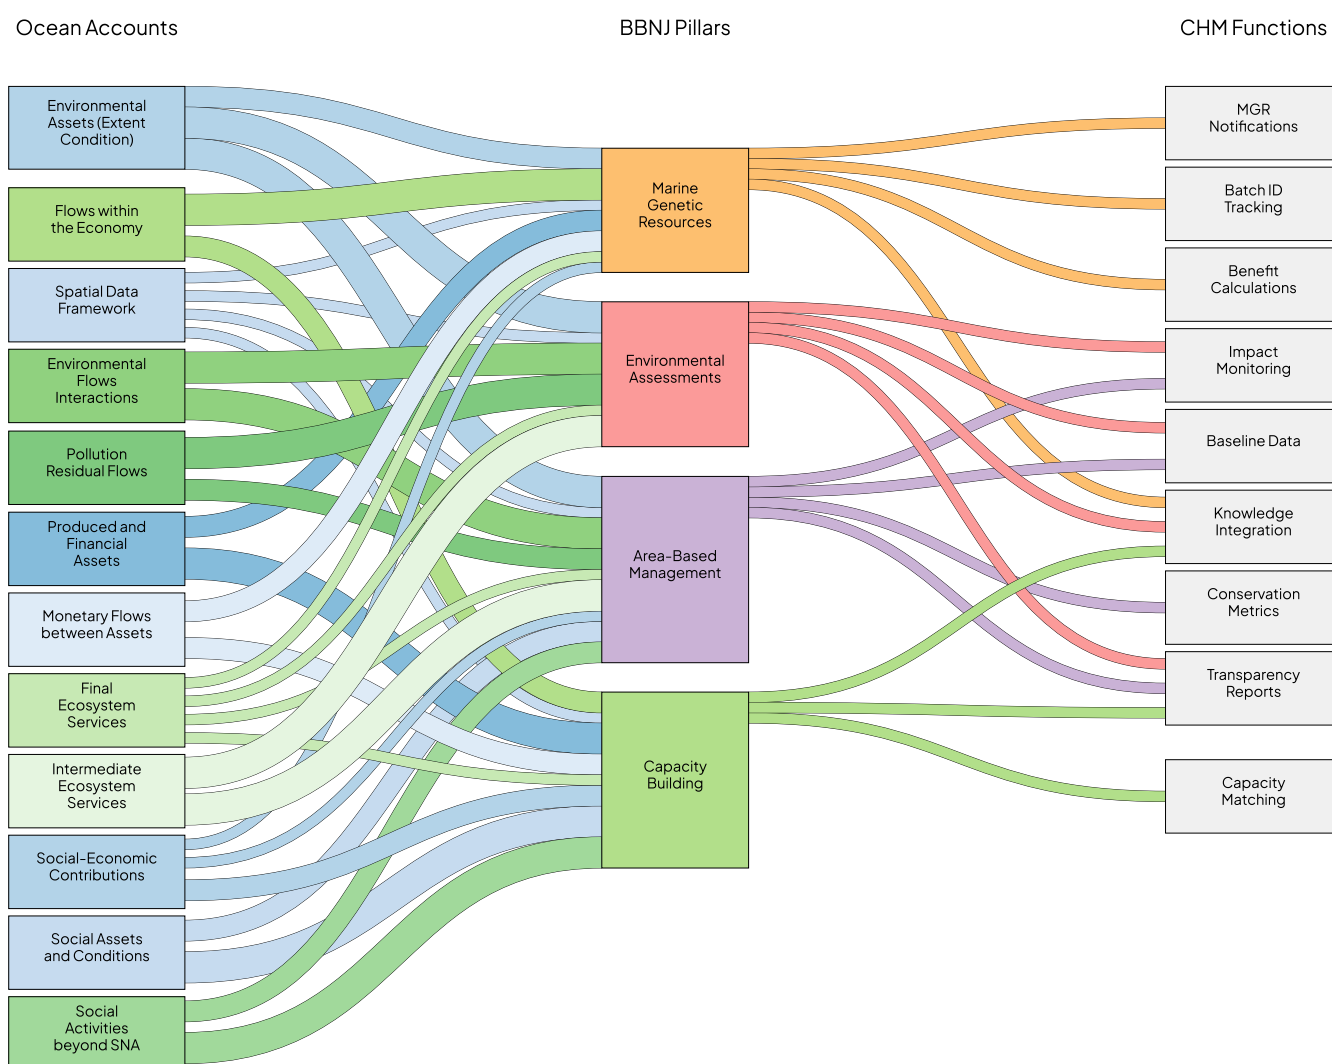 Ocean Accounts
BBNJ Pillars
CHM Functions
Environmental
Assets (Extent
Condition)
Flows within
the Economy
Spatial Data
Framework
Environmental
Flows
Interactions
Pollution
Residual Flows
Produced and
Financial
Assets
Monetary Flows
between Assets
Final
Ecosystem
Services
Intermediate
Ecosystem
Services
Social-Economic
Contributions
Social Assets
and Conditions
Social
Activities
beyond SNA
Marine
Genetic
Resources
Environmental
Assessments
Area-Based
Management
Capacity
Building
MGR
Notifications
Batch ID
Tracking
Benefit
Calculations
Impact
Monitoring
Baseline Data
Knowledge
Integration
Conservation
Metrics
Transparency
Reports
Capacity
Matching